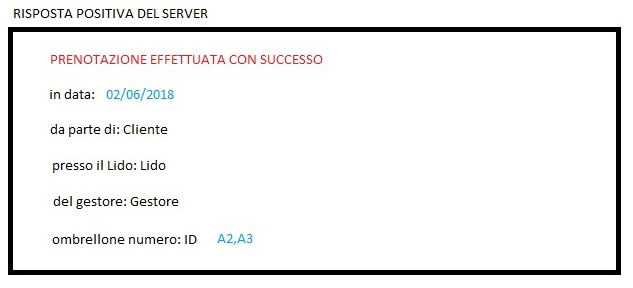 RISPOSTA POSITIVA DEL SERVER
PRENOTAZIONE EFFETTUATA CON SUCCESSO
in data: 02/06/2018
da parte di: Cliente
presso il Lido: Lido
del gestore: Gestore
ombrellone numero: ID A2,A3